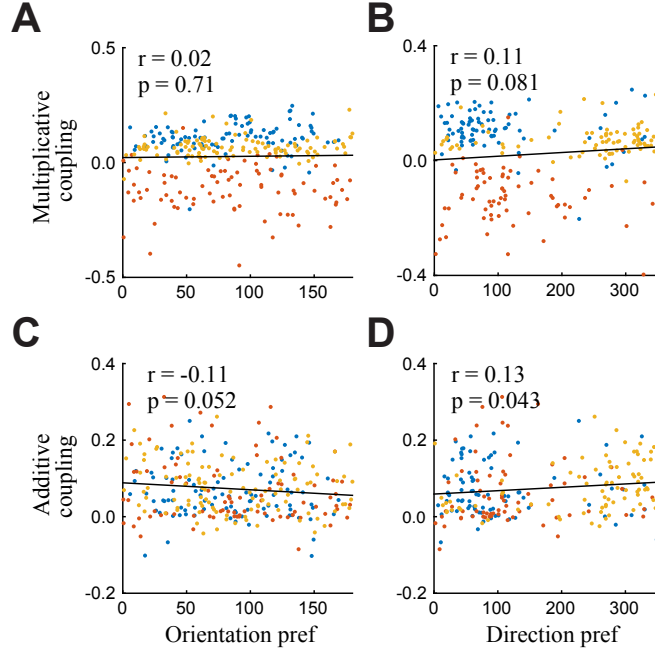 A
B
0.5
r = 0.02
p = 0.71
0.0
-0.5
0
50
100
150
Multiplicative
coupling
0.4
r = 0.11
p = 0.081
0.0
-0.4
0
100
200
300
C
D
0.4
r = -0.11
p = 0.052
0.2
0.0
-0.2
0
50
100
150
Additive
coupling
Orientation pref
0.4
r = 0.13
p = 0.043
0.2
0.0
-0.2
0
100
200
300
Direction pref